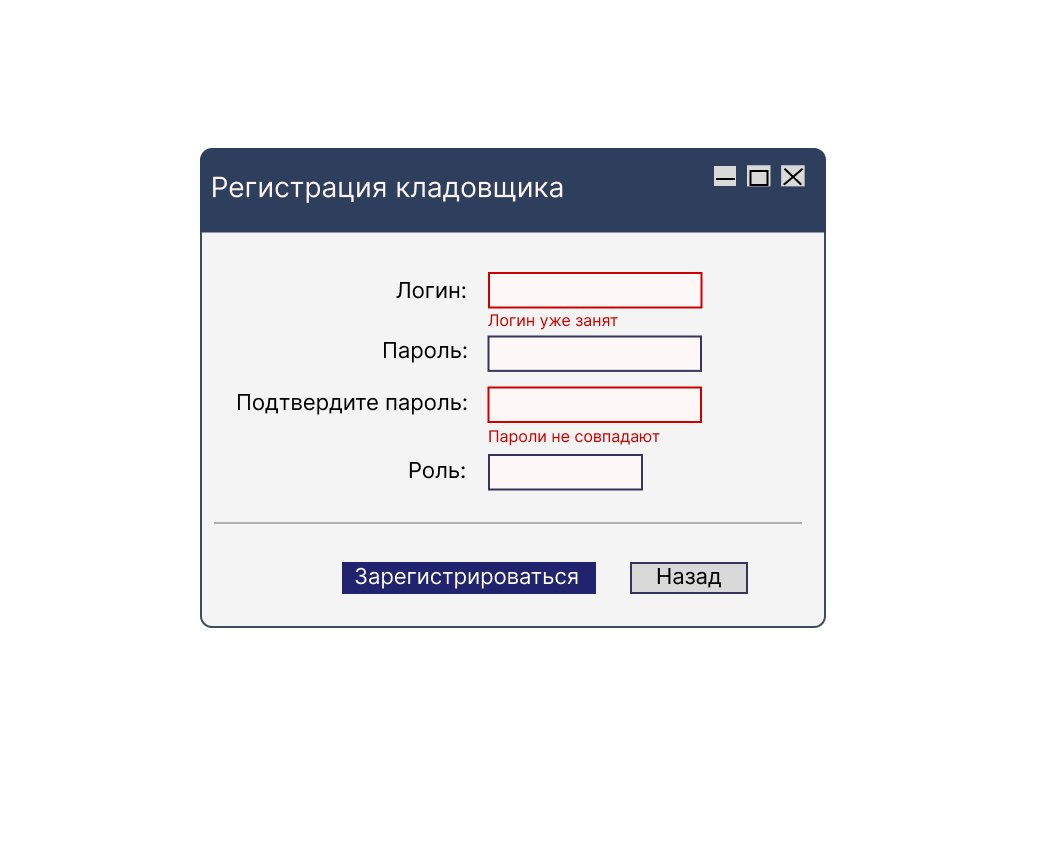 Регистрация кладовщика
Логин:
Логин уже занят
Пароль:
Подтвердите пароль:
Пароли не совпадают
Роль:
Зарегистрироваться
Назад